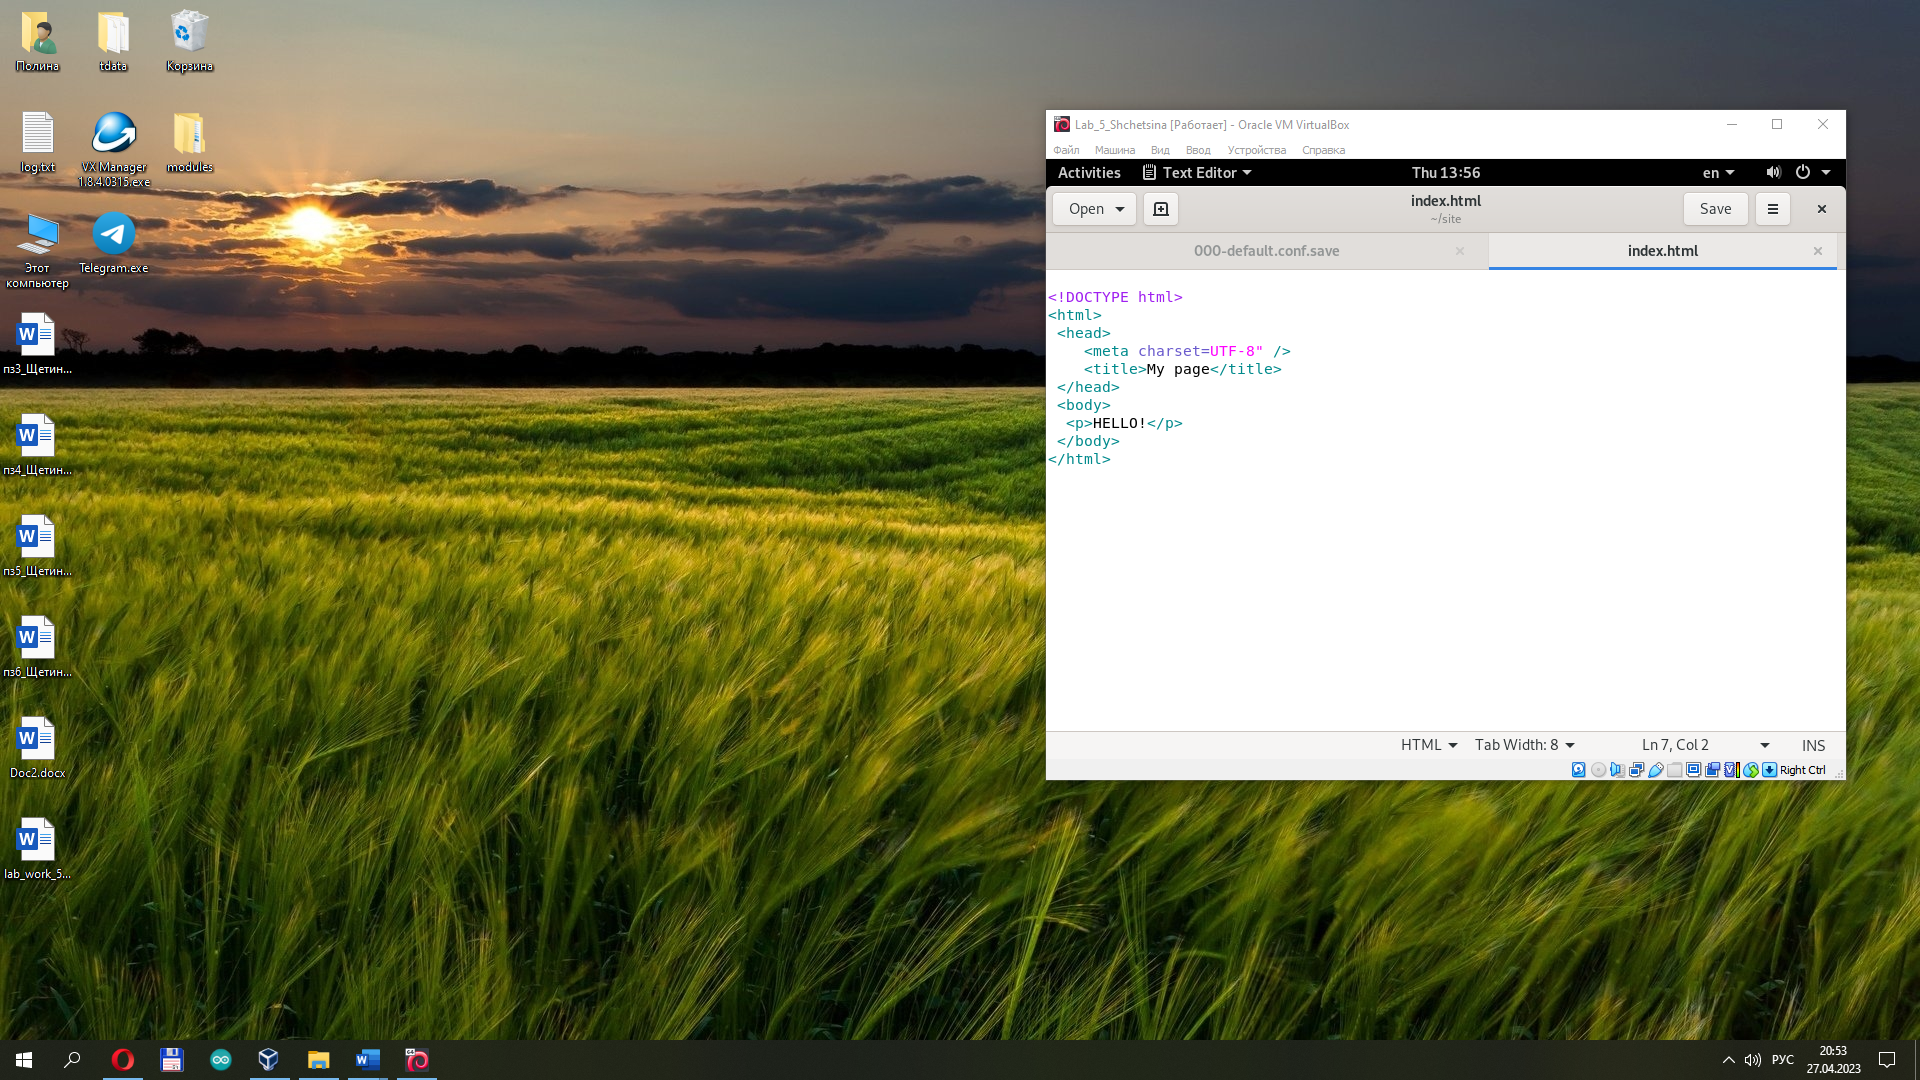 Полина
tdata
Корзина
log.txt
VX Manager
1.8.4.0315.exe
modules
Этот
компьютер
Telegram.exe
пз3_Щетин...
пз4_Щетин...
пз5_Щетин...
пз6_Щетин...
Doc2.docx
lab_work_5...
Lab_5_Shchetsina [Работает] - Oracle VM VirtualBox
Файл Машина Вид Ввод Устройства Справка
Activities Text Editor Thu 13:56 en
Open index.html Save
~/site
000-default.conf.save index.html
<!DOCTYPE html>
<html>
<head>
<meta charset=UTF-8" />
<title>My page</title>
</head>
<body>
<p>HELLO!</p>
</body>
</html>
HTML Tab Width: 8 Ln 7, Col 2 INS
Right Ctrl
РУС
20:53
27.04.2023